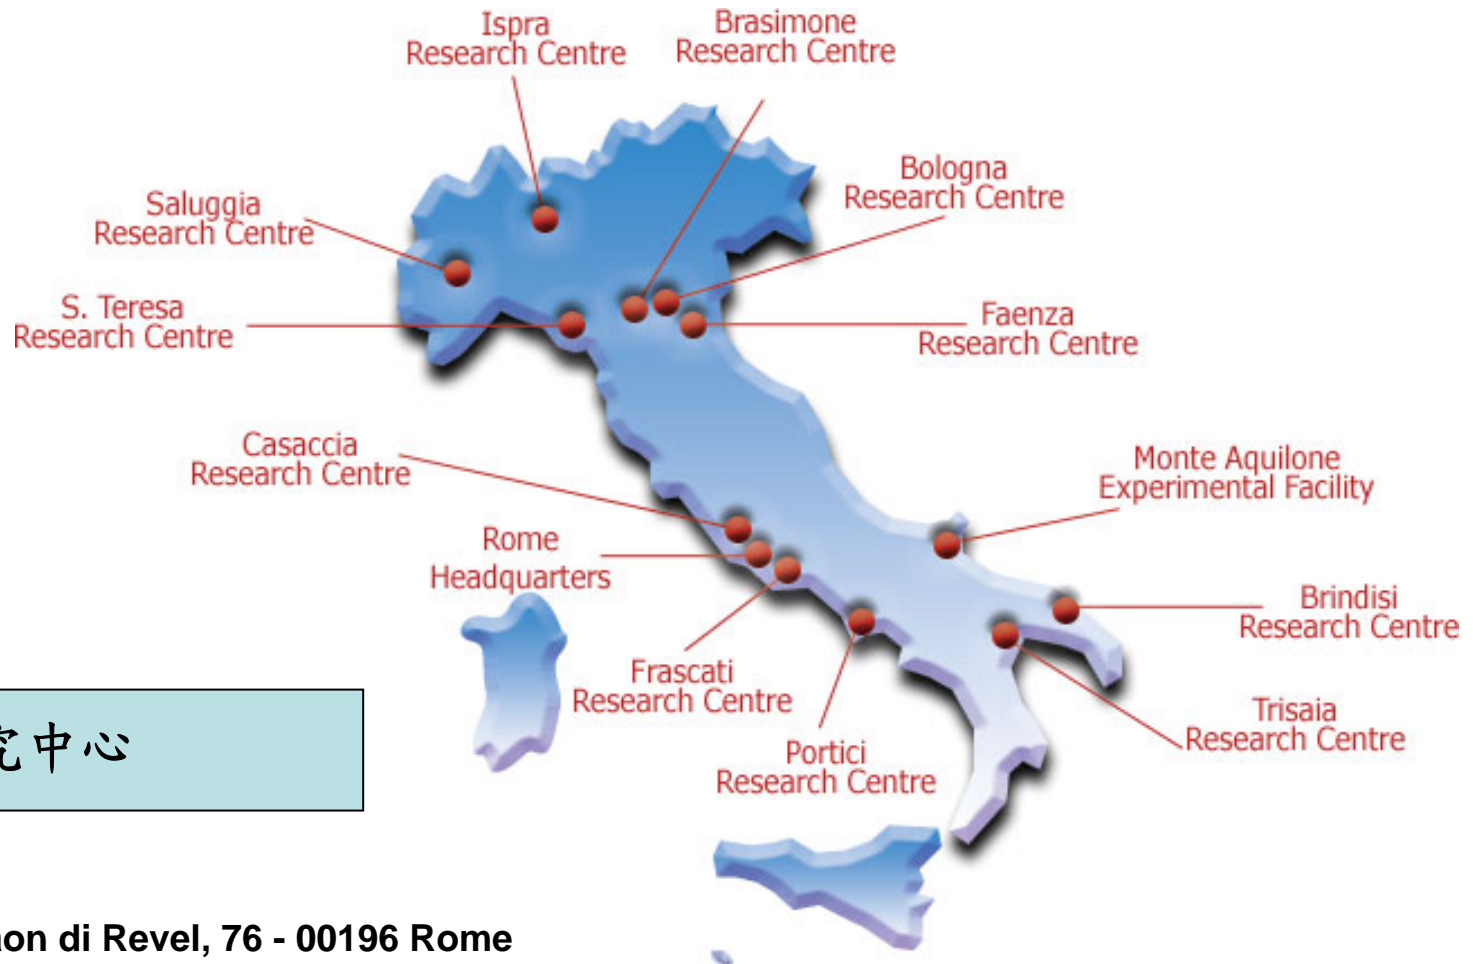 Ispra
Research Centre
Brasimone
Research Centre
Bologna
Research Centre
Saluggia
Research Centre
S. Teresa
Research Centre
Faenza
Research Centre
Casaccia
Research Centre
Monte Aquilone
Experimental Facility
Rome
Headquarters
Brindisi
Research Centre
Frascati
Research Centre
Trisaia
Research Centre
Portici
Research Centre
究中心
di Revel, 76 - 00196 Rome